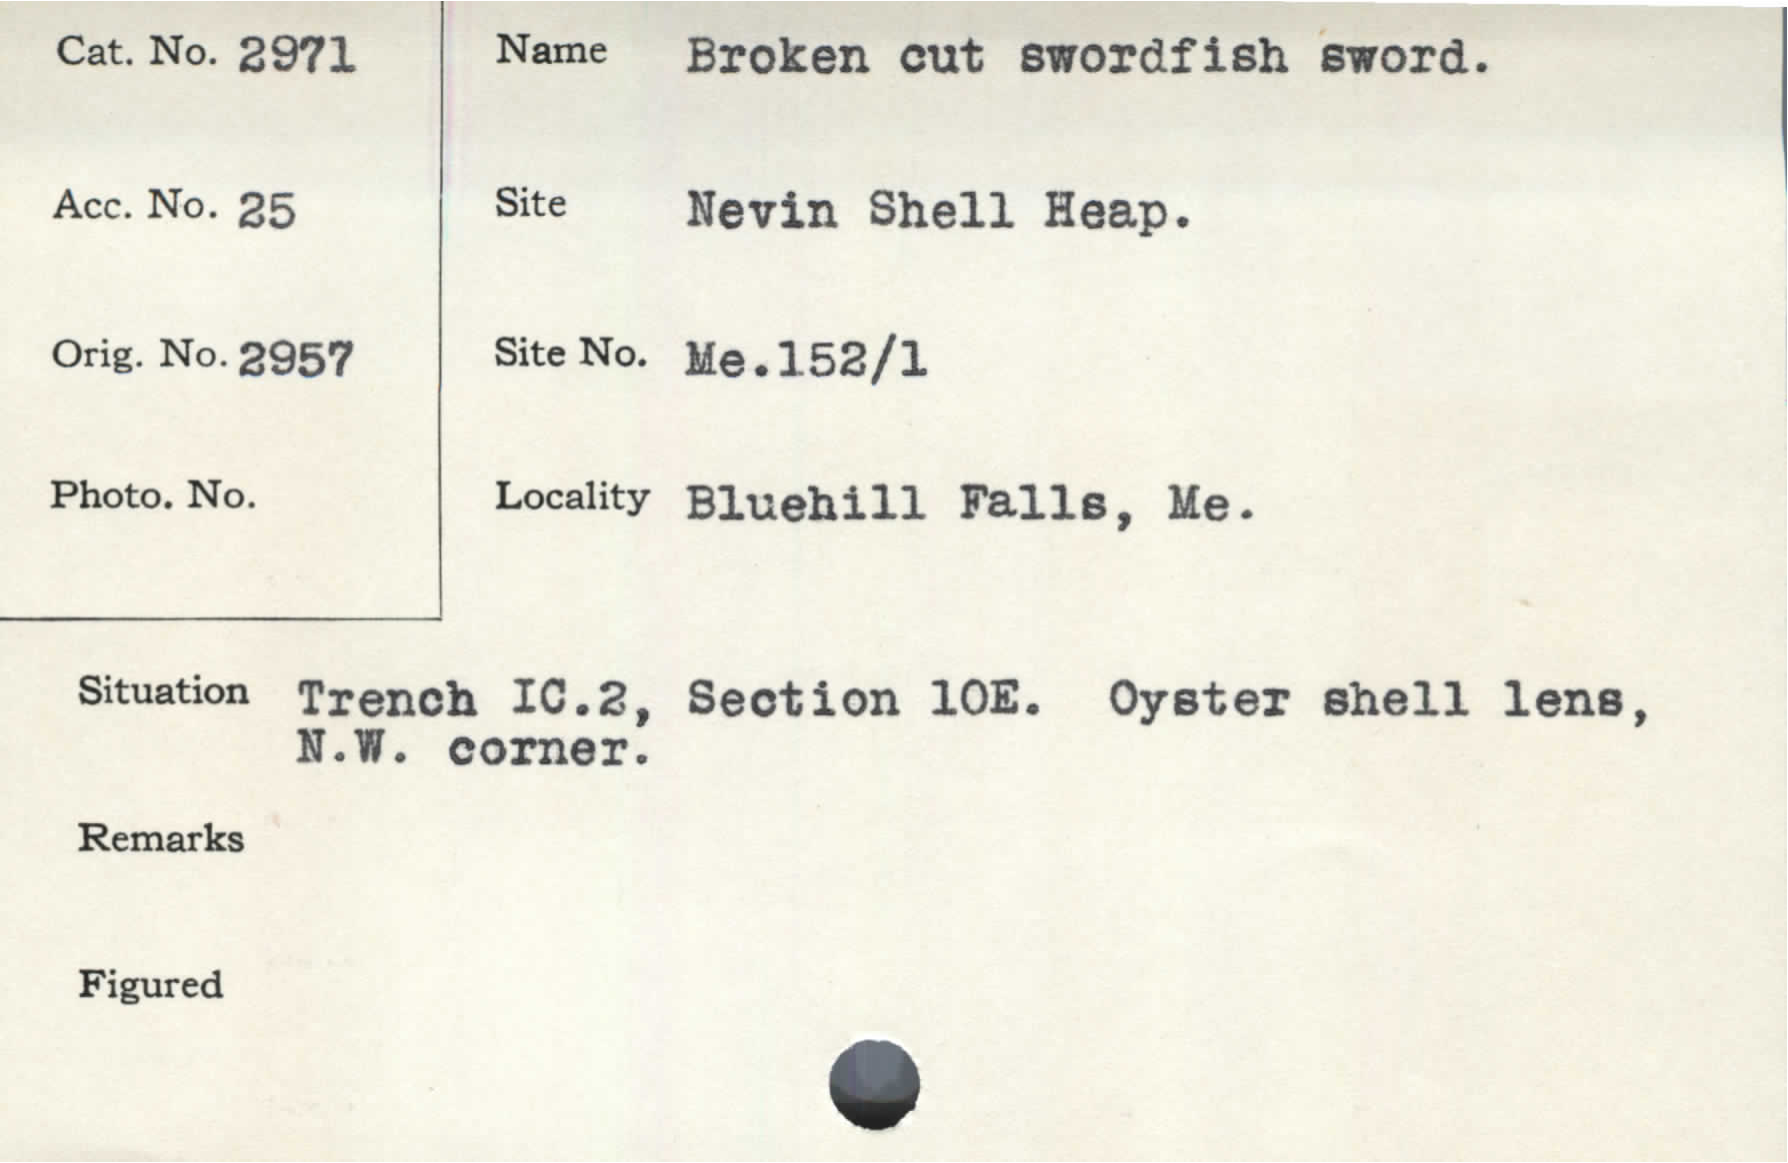 Cat. No. 2971
Name Broken cut swordfish sword.
Acc. No. 25
Site Nevin Shell Heap.
Orig. No. 2957
Site No. Me.152/1
Photo. No.
Locality Bluehill Falls, Me.
Situation Trench IC.2, Section 10E. Oyster shell lens,
N.W. corner.
Remarks
Figured